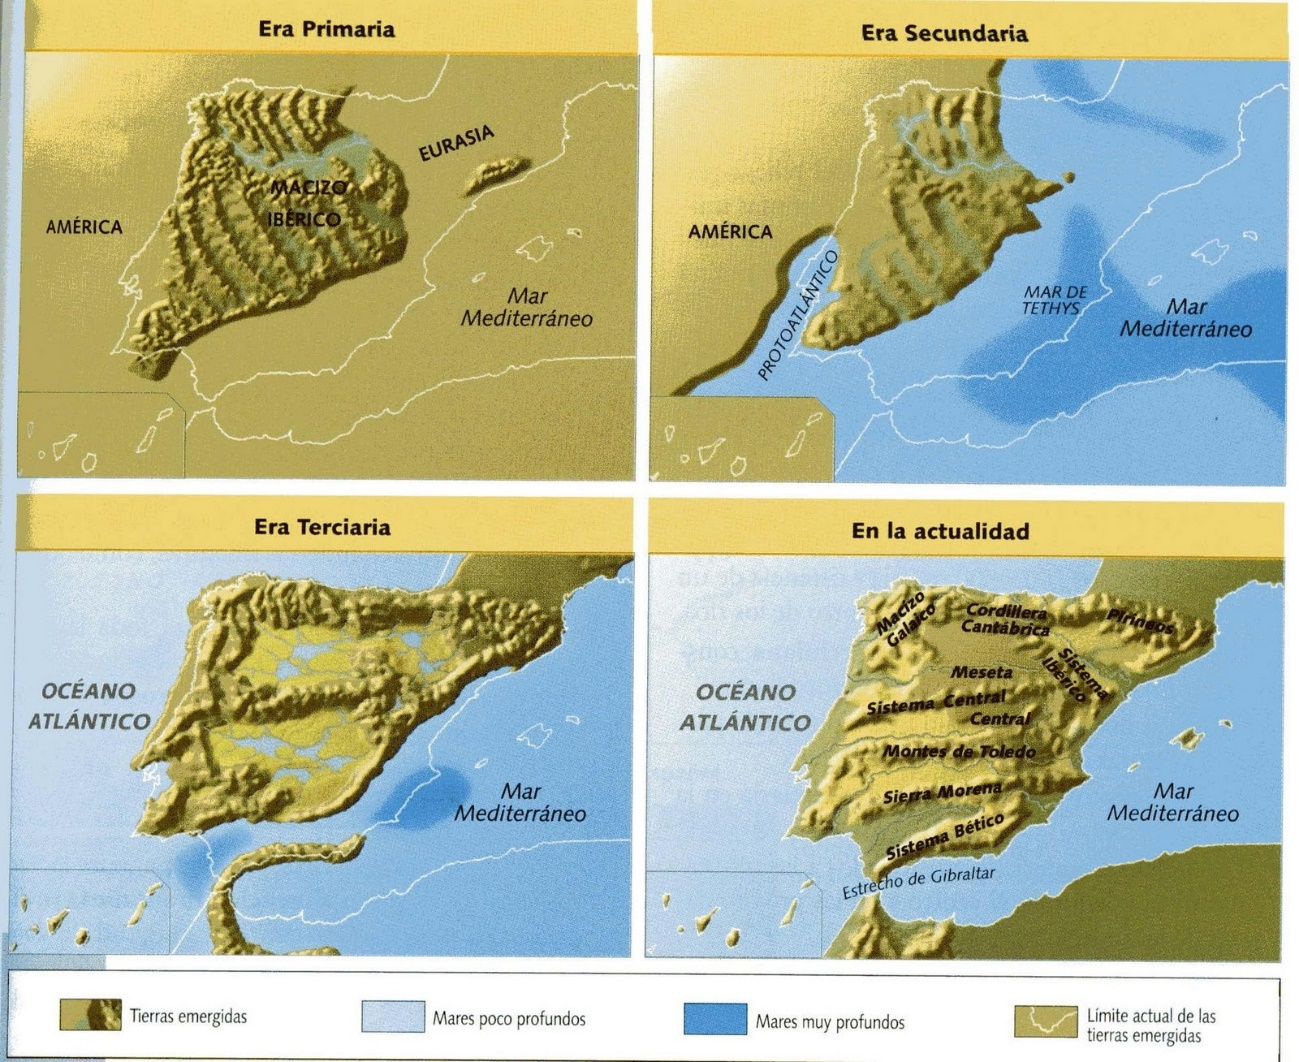 Era Primaria
EURASIA
MACIZO
IBÉRICO
AMÉRICA
Mar
Mediterráneo
Era Secundaria
AMÉRICA
PROTOATLÁNTICO
MAR DE
TETHYS
Mar
Mediterráneo
Era Terciaria
OCÉANO
ATLÁNTICO
Mar
Mediterráneo
En la actualidad
Macizo
Galaico
Cordillera
Cantábrica
Pirineos
Sistema
Ibérico
Meseta
Sistema Central
Central
OCÉANO
ATLÁNTICO
Montes de Toledo
Sierra Morena
Sistema Bético
Mar
Mediterráneo
Estrecho de Gibraltar
Tierras emergidas
Mares poco profundos
Mares muy profundos
Límite actual de las
tierras emergidas